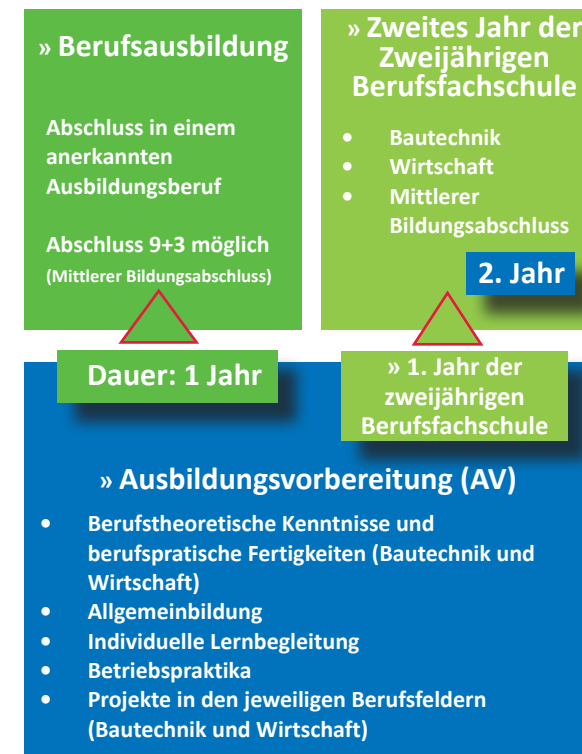 » Berufsausbildung
Abschluss in einem
anerkannten
Ausbildungsberuf
Abschluss 9+3 möglich
(Mittlerer Bildungsabschluss)
» Zweites Jahr der
Zweijährigen
Berufsfachschule
• Bautechnik
• Wirtschaft
• Mittlerer
Bildungsabschluss
2. Jahr
Dauer: 1 Jahr
» 1. Jahr der
zweijährigen
Berufsfachschule
» Ausbildungsvorbereitung (AV)
• Berufstheoretische Kenntnisse und
berufspratische Fertigkeiten (Bautechnik und
Wirtschaft)
• Allgemeinbildung
• Individuelle Lernbegleitung
• Betriebspraktika
• Projekte in den jeweiligen Berufsfeldern
(Bautechnik und Wirtschaft)